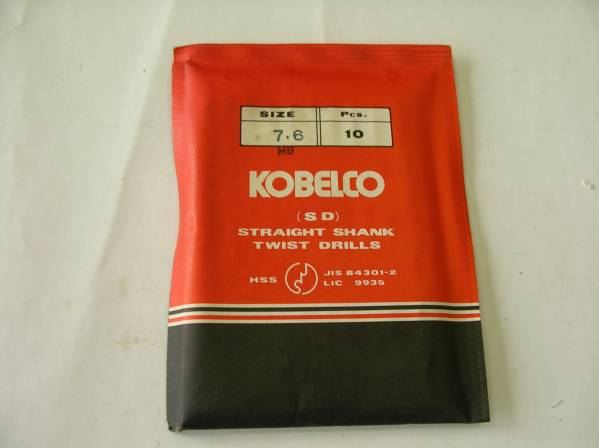 SIZE Pcs.
7.6 10
MB
KOBELCO
(SD)
STRAIGHT SHANK
TWIST DRILLS
HSS JIS B4301-2
LIC 9935